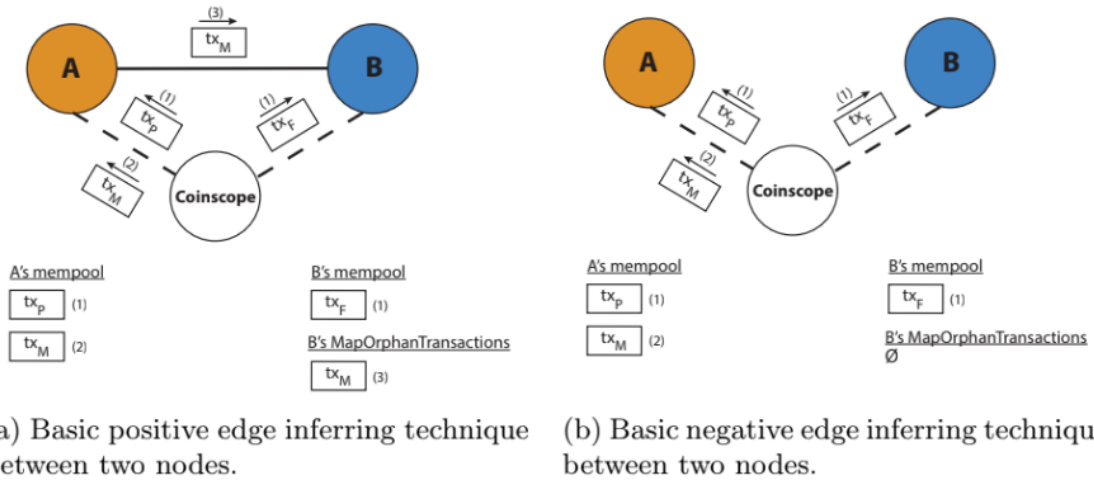 (3)
tx_M
A
B
(1)
tx_P
(1)
tx_F
(2)
tx_M
Coinscope
A's mempool
tx_P (1)
tx_M (2)
B's mempool
tx_F (1)
B's MapOrphanTransactions
tx_M (3)
a) Basic positive edge inferring technique
etween two nodes.
A
B
(1)
tx_P
(1)
tx_F
(2)
tx_M
Coinscope
A's mempool
tx_P (1)
tx_M (2)
B's mempool
tx_F (1)
B's MapOrphanTransactions
Ø
(b) Basic negative edge inferring techniqu
between two nodes.